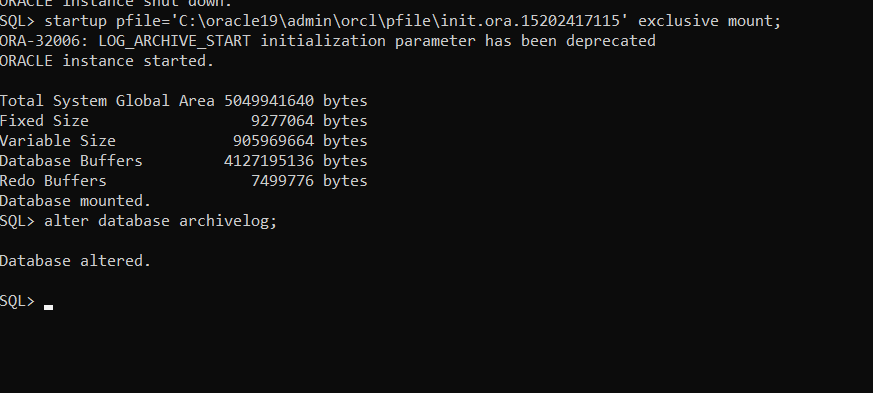 ORACLE instance shut down.
SQL> startup pfile='C:\oracle19\admin\orcl\pfile\init.ora.15202417115' exclusive mount;
ORA-32006: LOG_ARCHIVE_START initialization parameter has been deprecated
ORACLE instance started.
Total System Global Area 5049941640 bytes
Fixed Size 9277064 bytes
Variable Size 905969664 bytes
Database Buffers 4127195136 bytes
Redo Buffers 7499776 bytes
Database mounted.
SQL> alter database archivelog;
Database altered.
SQL>